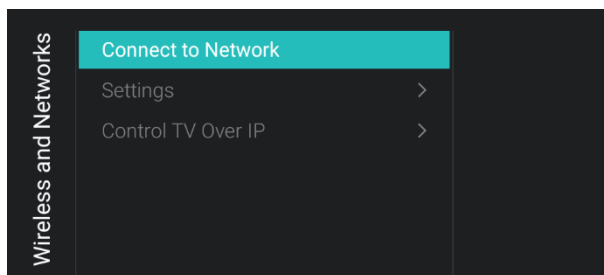 Wireless and Networks
Connect to Network
Settings
Control TV Over IP